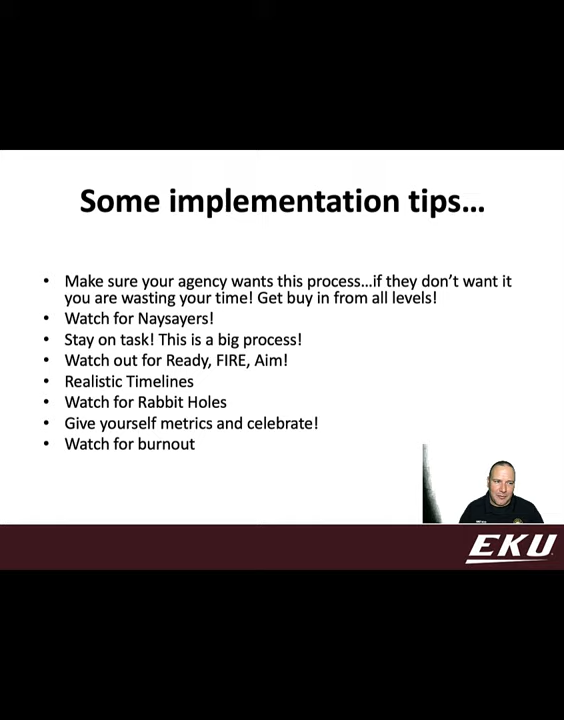 Some implementation tips...
• Make sure your agency wants this process...if they don't want it
you are wasting your time! Get buy in from all levels!
• Watch for Naysayers!
• Stay on task! This is a big process!
• Watch out for Ready, FIRE, Aim!
• Realistic Timelines
• Watch for Rabbit Holes
• Give yourself metrics and celebrate!
• Watch for burnout
EKU